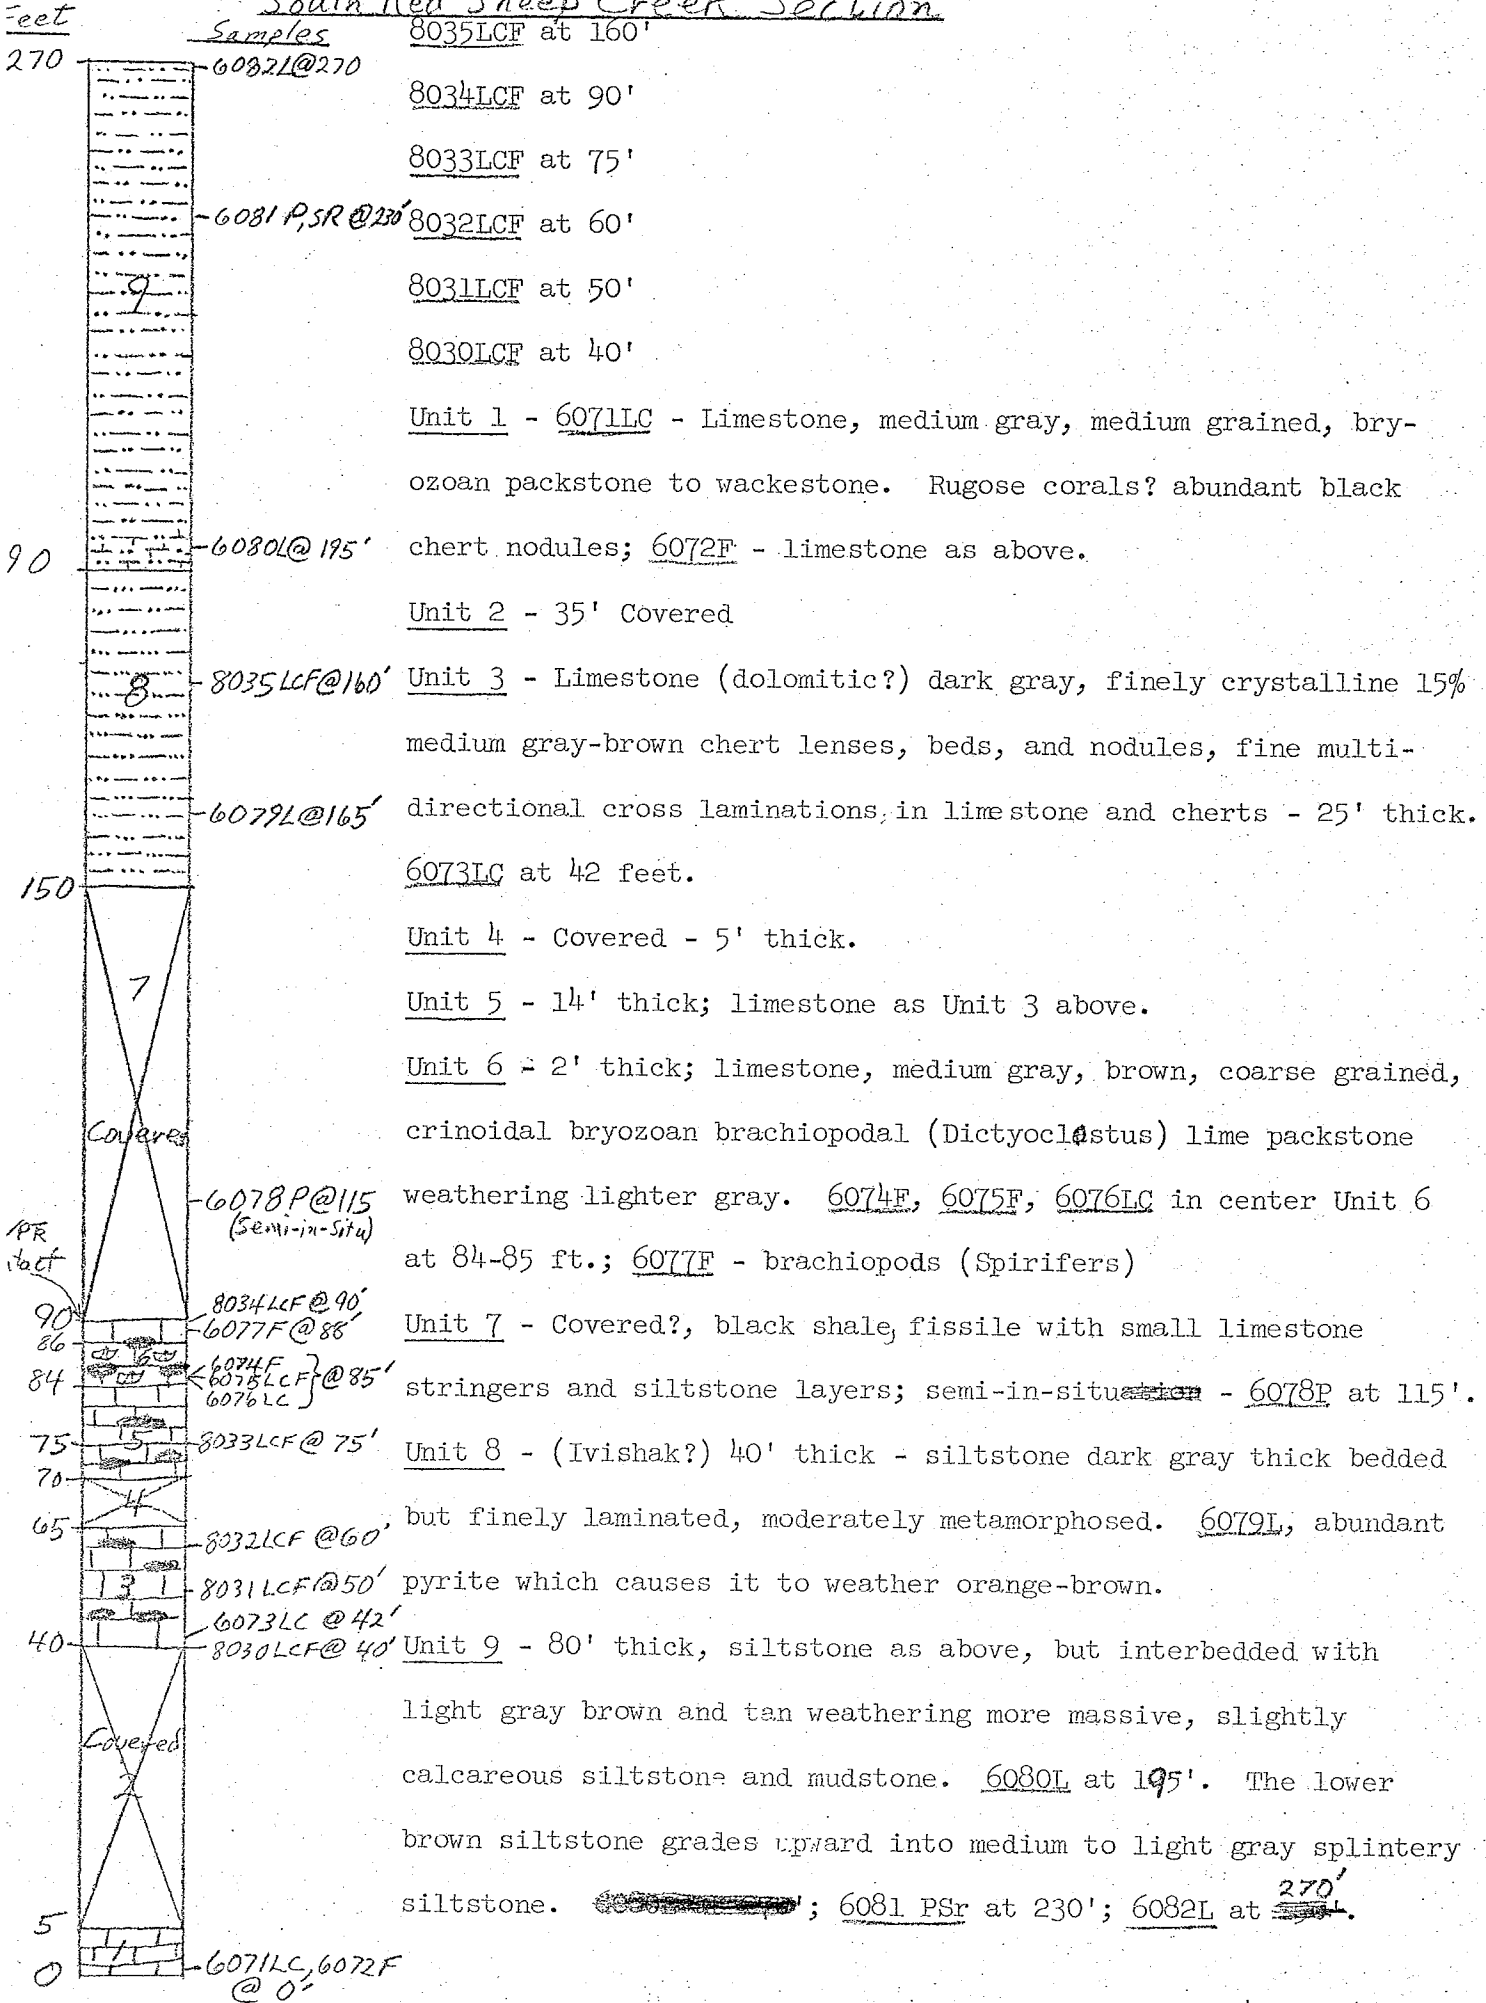 South Red Sheep Creek Section
Feet
Samples
270
6082L@270
6081 P,SR @230'
9
6080L@ 195'
90
8
8035 LCF@160'
6079L@165'
150
7
Covered
6078P@115
(Semi-in-Situ)
90
8034LCF@90'
6077F@88'
86
6
6074F
6075LCF
6076LC
@85'
84
75
5
8033LCF@ 75'
70
4
65
8032LCF @60'
3
8031LCF@50'
6073LC @42'
40
8030LCF@ 40'
Covered
2
5
1
0
6071LC, 6072F
@ 0'
8035LCF at 160'
8034LCF at 90'
8033LCF at 75'
8032LCF at 60'
8031LCF at 50'
8030LCF at 40'
Unit 1 - 6071LC - Limestone, medium gray, medium grained, bry-
ozoan packstone to wackestone. Rugose corals? abundant black
chert nodules; 6072F - limestone as above.
Unit 2 - 35' Covered
Unit 3 - Limestone (dolomitic?) dark gray, finely crystalline 15%
medium gray-brown chert lenses, beds, and nodules, fine multi-
directional cross laminations, in limestone and cherts - 25' thick.
6073LC at 42 feet.
Unit 4 - Covered - 5' thick.
Unit 5 - 14' thick; limestone as Unit 3 above.
Unit 6 - 2' thick; limestone, medium gray, brown, coarse grained,
crinoidal bryozoan brachiopodal (Dictyoclastus) lime packstone
weathering lighter gray. 6074F, 6075F, 6076LC in center Unit 6
at 84-85 ft.; 6077F - brachiopods (Spirifers)
Unit 7 - Covered?, black shale, fissile with small limestone
stringers and siltstone layers; semi-in-situ - 6078P at 115'.
Unit 8 - (Ivishak?) 40' thick - siltstone dark gray thick bedded
but finely laminated, moderately metamorphosed. 6079L, abundant
pyrite which causes it to weather orange-brown.
Unit 9 - 80' thick, siltstone as above, but interbedded with
light gray brown and tan weathering more massive, slightly
calcareous siltstone and mudstone. 6080L at 195'. The lower
brown siltstone grades upward into medium to light gray splintery
siltstone. ; 6081 PSr at 230'; 6082L at 270'.